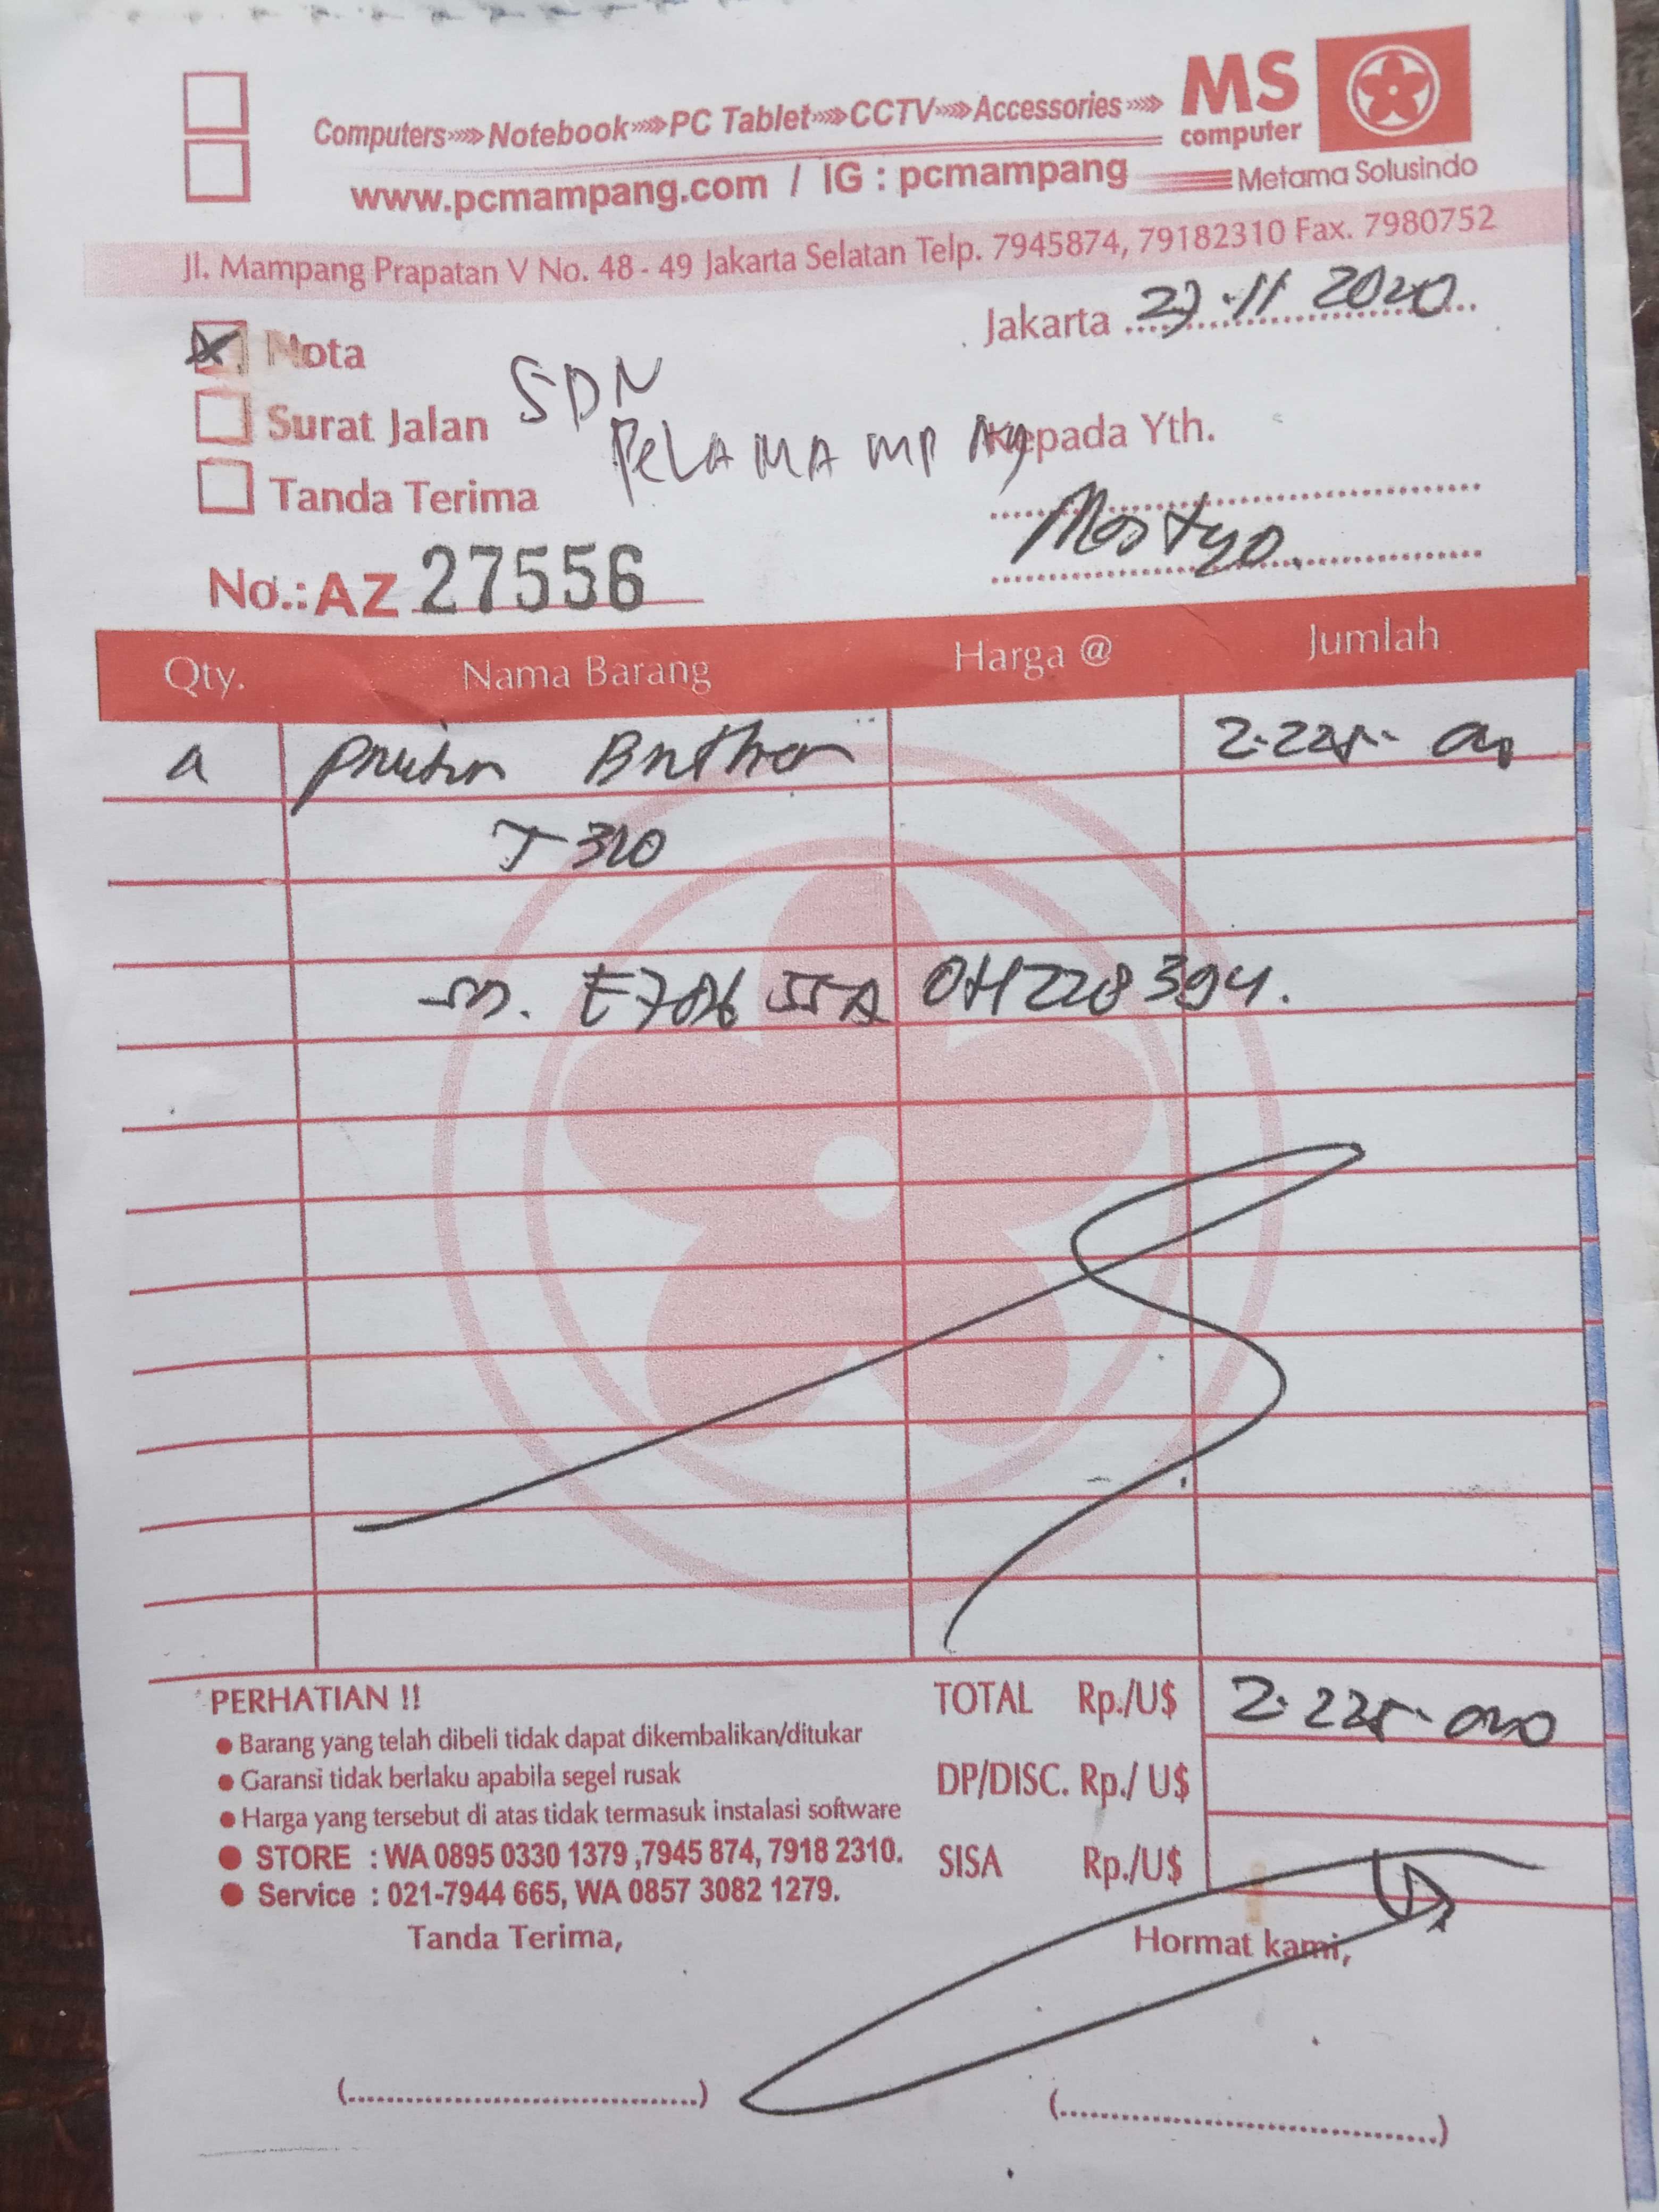 Computers Notebook PC Tablet CCTV Accessories
MS
computer
www.pcmampang.com / IG : pcmampang
Metama Solusindo
Jl. Mampang Prapatan V No. 48 - 49 Jakarta Selatan Telp. 7945874, 79182310 Fax. 7980752
Jakarta 11 2020
Nota
SDN
Surat Jalan
PeLAMAMPAng
Kepada Yth.
Tanda Terima
No.: AZ 27556
Qty. Nama Barang Harga @ Jumlah
printer Brother
T 310
sn.
PERHATIAN !!
TOTAL Rp./U$ 2.225.000
Barang yang telah dibeli tidak dapat dikembalikan/ditukar
Garansi tidak berlaku apabila segel rusak
DP/DISC. Rp./ U$
Harga yang tersebut di atas tidak termasuk instalasi software
STORE : WA 0895 0330 1379 ,7945 874, 7918 2310.
SISA Rp./U$
Service : 021-7944 665, WA 0857 3082 1279.
Tanda Terima,
Hormat kami,